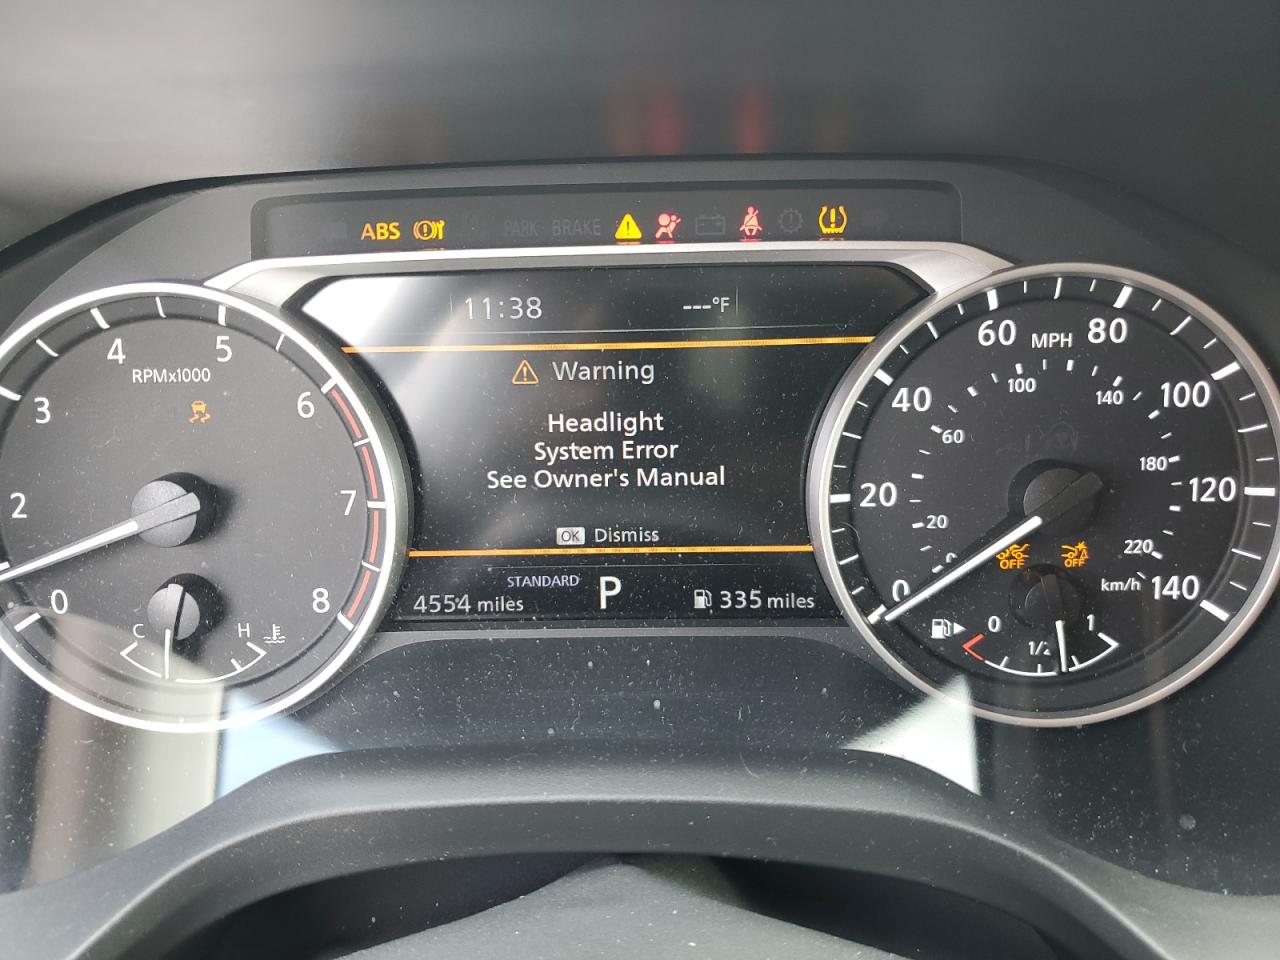 ABS
PARK BRAKE
11:38 ---°F
Warning
Headlight
System Error
See Owner's Manual
OK Dismiss
STANDARD
4554 miles P 335 miles
RPMx1000
0
2
3
4
5
6
7
8
C H
MPH
0
20
40
60
80
100
120
140
20
60
100
140
180
220
km/h
OFF OFF
0 1/2 1